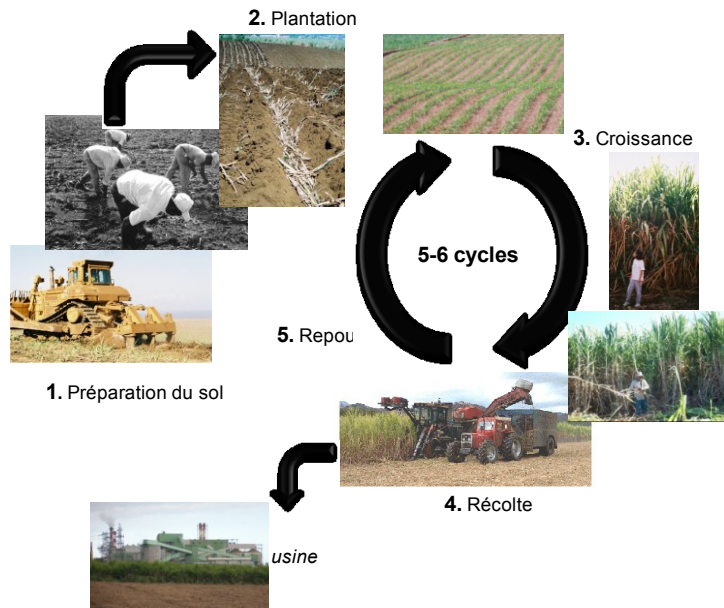 2. Plantation
3. Croissance
5-6 cycles
5. Repou
1. Préparation du sol
4. Récolte
usine